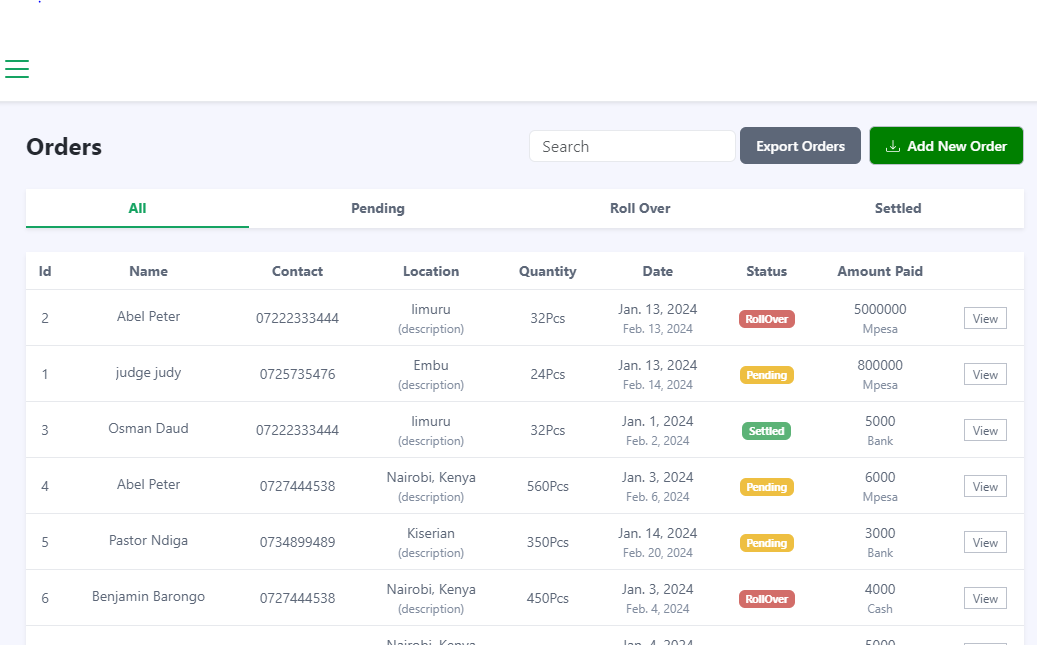 Orders
Search
Export Orders
Add New Order
All Pending Roll Over Settled
Id Name Contact Location Quantity Date Status Amount Paid
2 Abel Peter 07222333444 limuru 32Pcs Jan. 13, 2024 RollOver 5000000 View
(description) Feb. 13, 2024 Mpesa
1 judge judy 0725735476 Embu 24Pcs Jan. 13, 2024 Pending 800000 View
(description) Feb. 14, 2024 Mpesa
3 Osman Daud 07222333444 limuru 32Pcs Jan. 1, 2024 Settled 5000 View
(description) Feb. 2, 2024 Bank
4 Abel Peter 0727444538 Nairobi, Kenya 560Pcs Jan. 3, 2024 Pending 6000 View
(description) Feb. 6, 2024 Mpesa
5 Pastor Ndiga 0734899489 Kiserian 350Pcs Jan. 14, 2024 Pending 3000 View
(description) Feb. 20, 2024 Bank
6 Benjamin Barongo 0727444538 Nairobi, Kenya 450Pcs Jan. 3, 2024 RollOver 4000 View
(description) Feb. 4, 2024 Cash
Nairobi, Kenya Jan. 4, 2024 5000